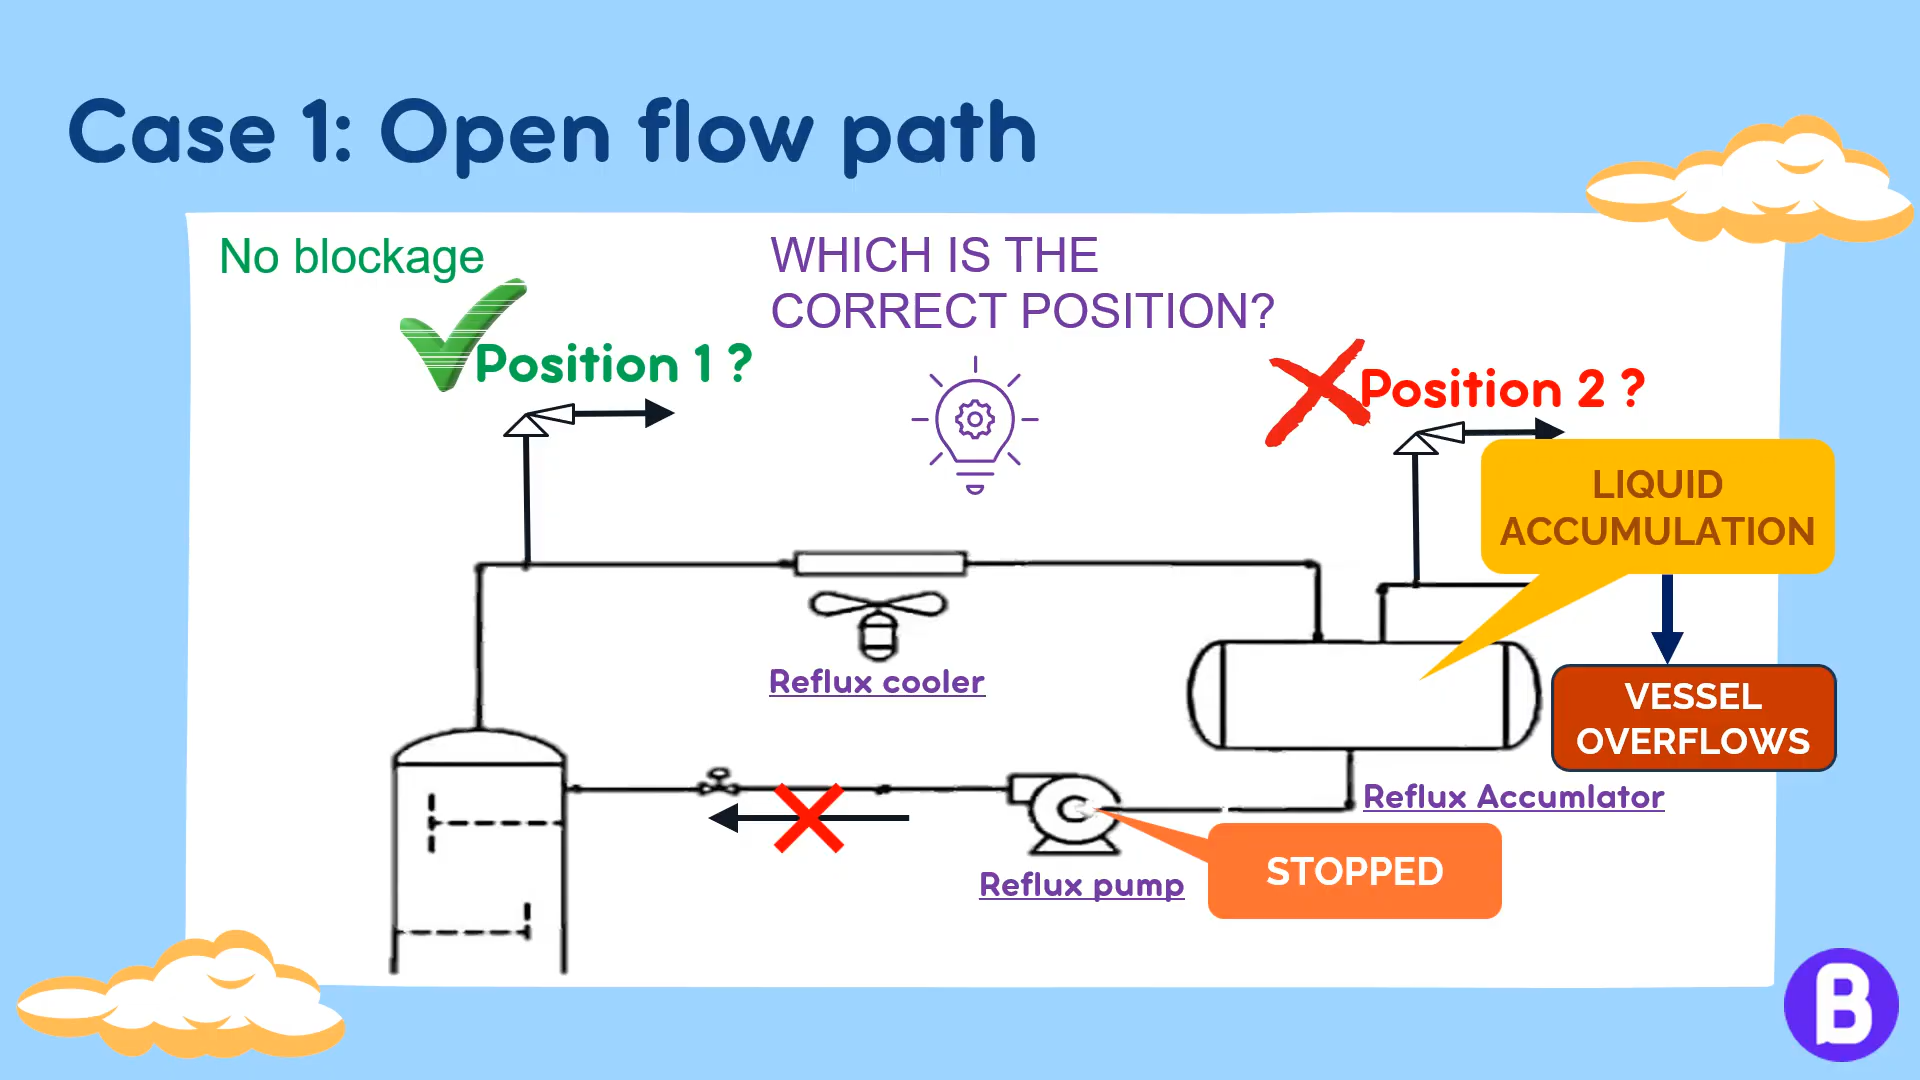 Case 1: Open flow path
No blockage
WHICH IS THE
CORRECT POSITION?
Position 1 ?
Position 2 ?
LIQUID
ACCUMULATION
Reflux cooler
VESSEL
OVERFLOWS
Reflux Accumlator
STOPPED
Reflux pump
B